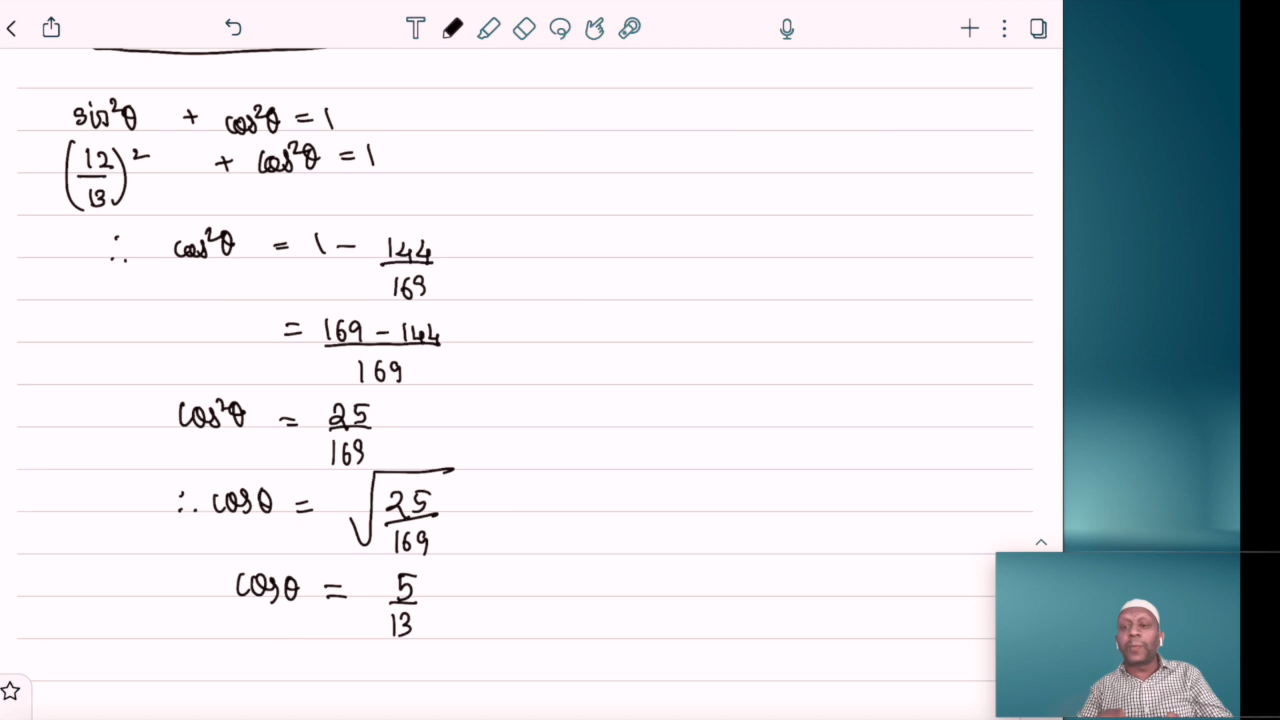 sin²θ + cos²θ = 1
(12/13)² + cos²θ = 1
∴ cos²θ = 1 - 144/169
= 169 - 144/169
cos²θ = 25/169
∴ cosθ = √25/169
cosθ = 5/13